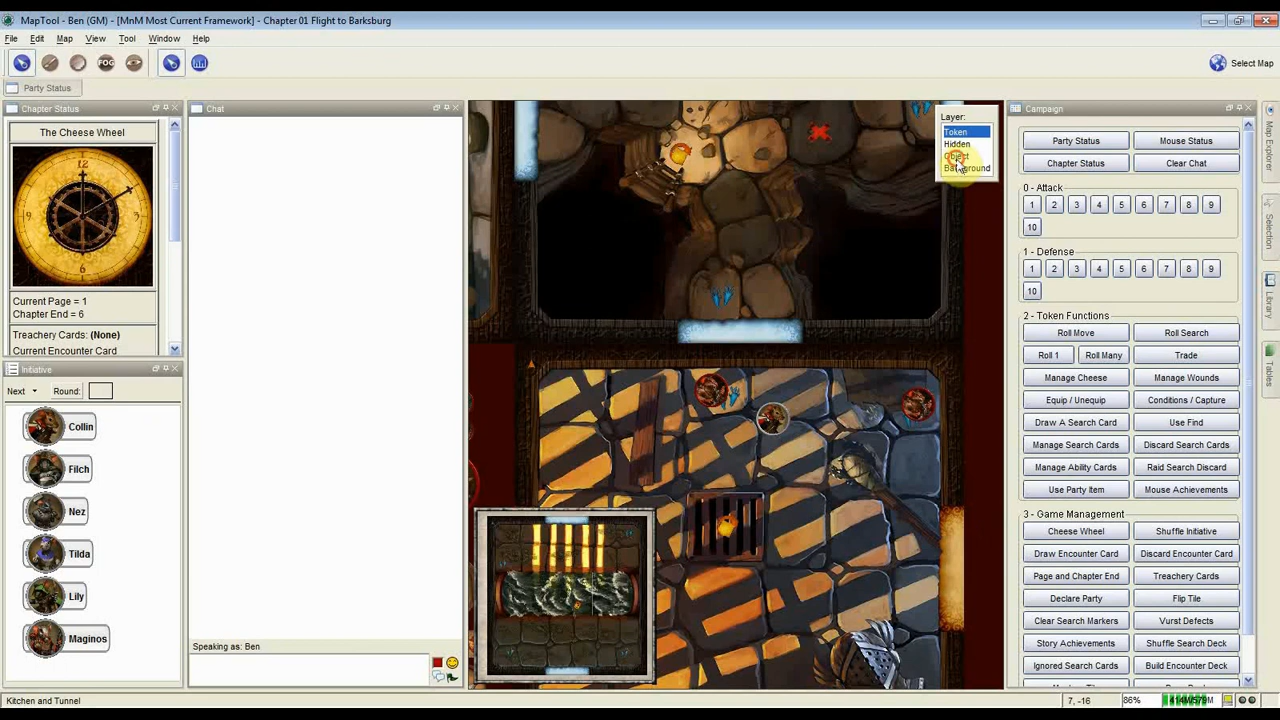 MapTool - Ben (GM) - [MnM Most Current Framework] - Chapter 01 Flight to Barksburg
File Edit Map View Tool Window Help
FOG
Select Map
Party Status
Chapter Status
The Cheese Wheel
12
Current Page = 1
Chapter End = 6
Treachery Cards: (None)
Current Encounter Card
Initiative
Next Round:
Collin
Filch
Nez
Tilda
Lily
Maginos
Chat
Speaking as: Ben
Layer:
Token
Hidden
Object
Background
Campaign
Party Status Mouse Status
Chapter Status Clear Chat
0 - Attack
1 2 3 4 5 6 7 8 9
10
1 - Defense
1 2 3 4 5 6 7 8 9
10
2 - Token Functions
Roll Move Roll Search
Roll 1 Roll Many Trade
Manage Cheese Manage Wounds
Equip / Unequip Conditions / Capture
Draw A Search Card Use Find
Manage Search Cards Discard Search Cards
Manage Ability Cards Raid Search Discard
Use Party Item Mouse Achievements
3 - Game Management
Cheese Wheel Shuffle Initiative
Draw Encounter Card Discard Encounter Card
Page and Chapter End Treachery Cards
Declare Party Flip Tile
Clear Search Markers Vurst Defects
Story Achievements Shuffle Search Deck
Ignored Search Cards Build Encounter Deck
Map Explorer
Selection
Library
Tables
Kitchen and Tunnel
7, -16 86% 414M/579M